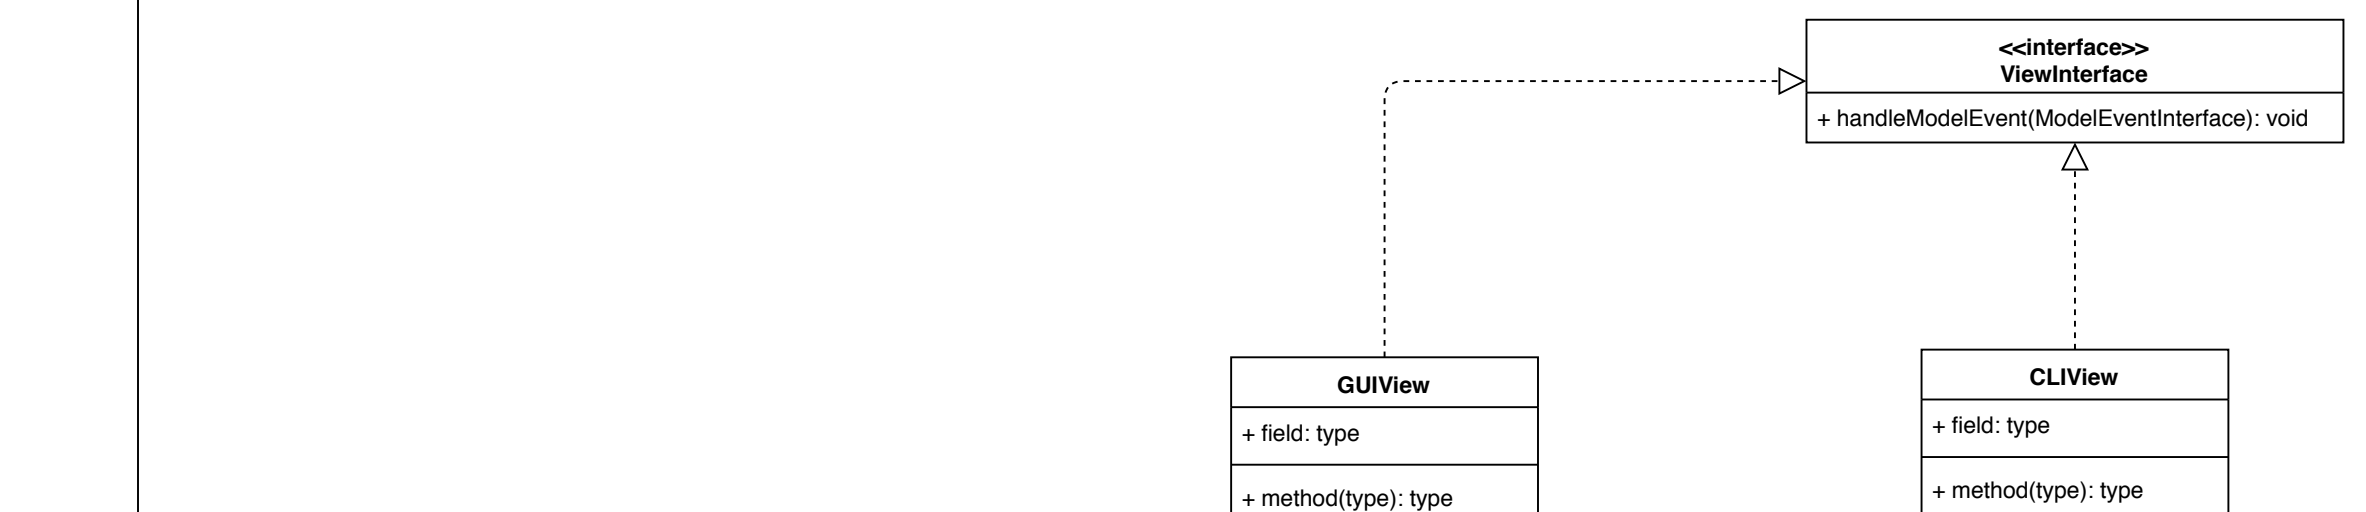 <<interface>>
ViewInterface
+ handleModelEvent(ModelEventInterface): void
GUIView
+ field: type
+ method(type): type
CLIView
+ field: type
+ method(type): type